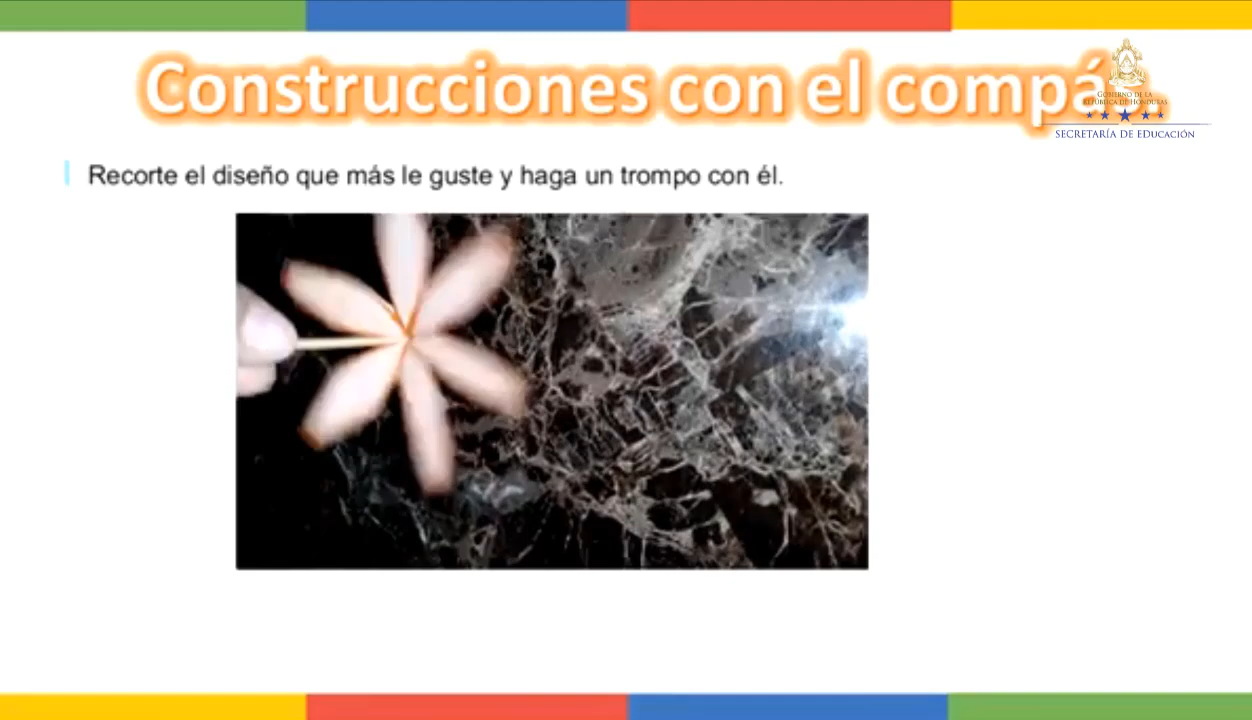 Construcciones con el compás.
GOBIERNO DE LA
REPÚBLICA DE HONDURAS
SECRETARÍA DE EDUCACIÓN
Recorte el diseño que más le guste y haga un trompo con él.